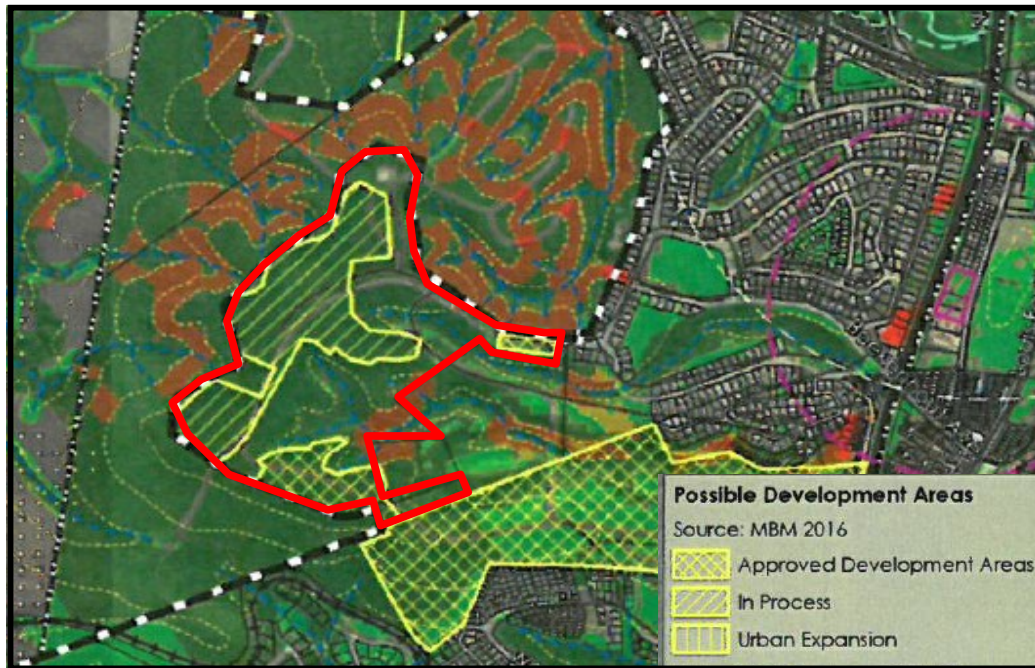 Possible Development Areas
Source: MBM 2016
Approved Development Areas
In Process
Urban Expansion